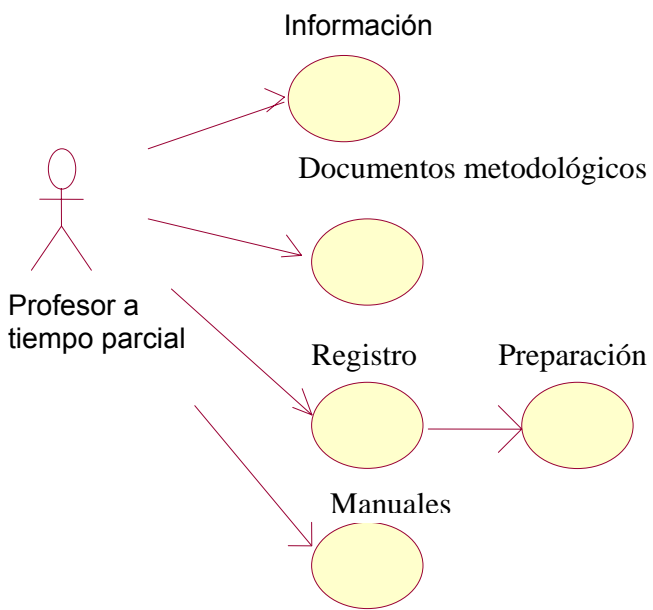 Información
Documentos metodológicos
Profesor a
tiempo parcial
Registro
Preparación
Manuales